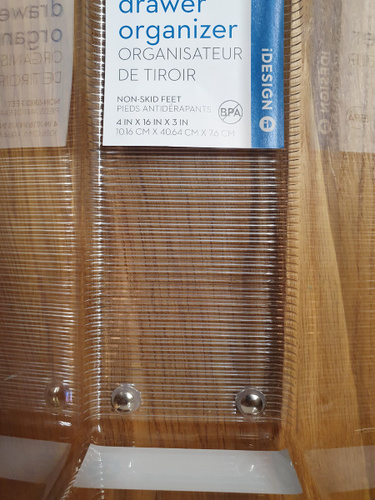 drawer
organizer
ORGANISATEUR
DE TIROIR
NON-SKID FEET
PIEDS ANTIDÉRAPANTS
BPA
4 IN X 16 IN X 3 IN
10.16 CM X 40.64 CM X 7.6 CM
iDESIGN